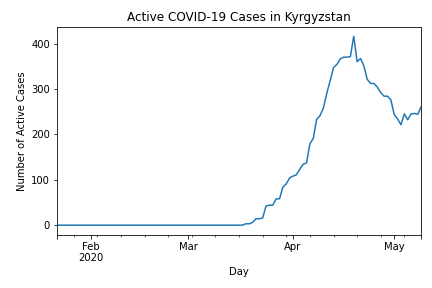 Active COVID-19 Cases in Kyrgyzstan
Number of Active Cases
400
300
200
100
0
Feb
2020
Mar
Apr
May
Day